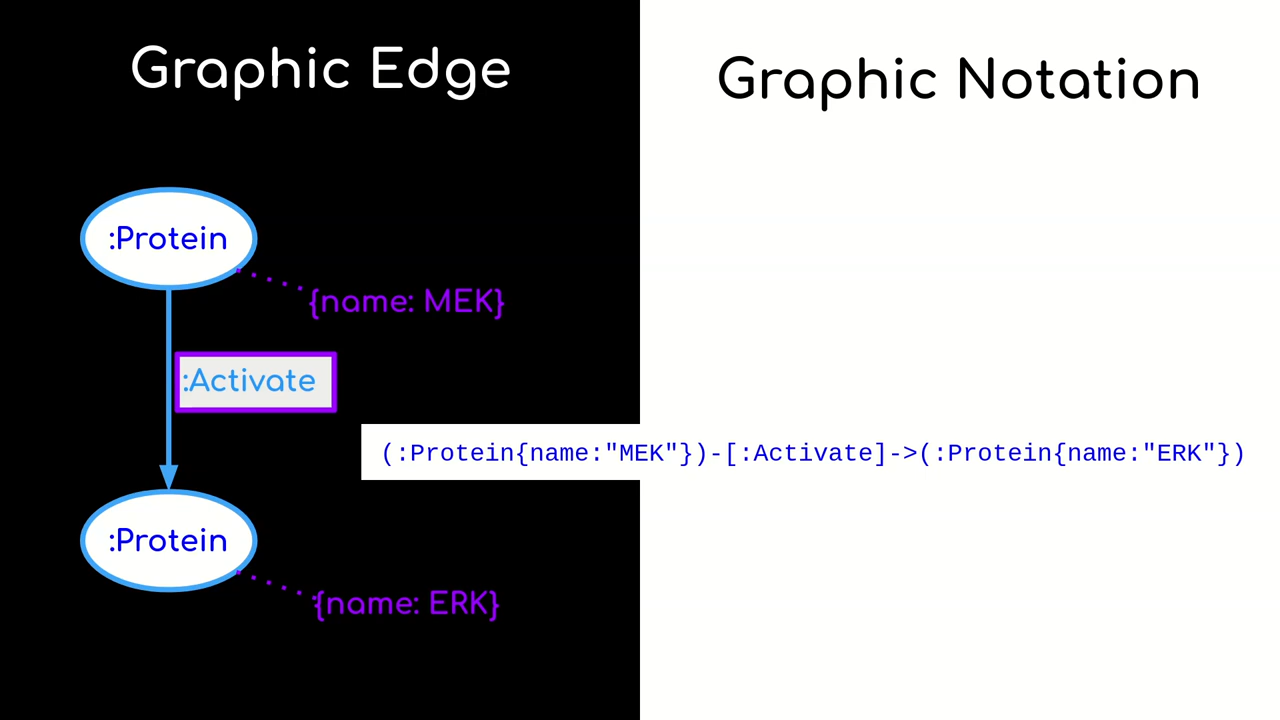 Graphic Edge
Graphic Notation
:Protein
{name: MEK}
:Activate
(:Protein{name:"MEK"})-[:Activate]->(:Protein{name:"ERK"})
:Protein
{name: ERK}